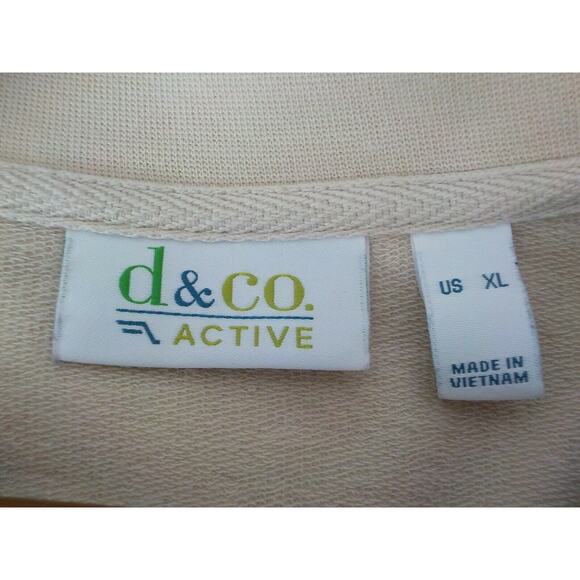 d&co.
ACTIVE
US XL
MADE IN
VIETNAM